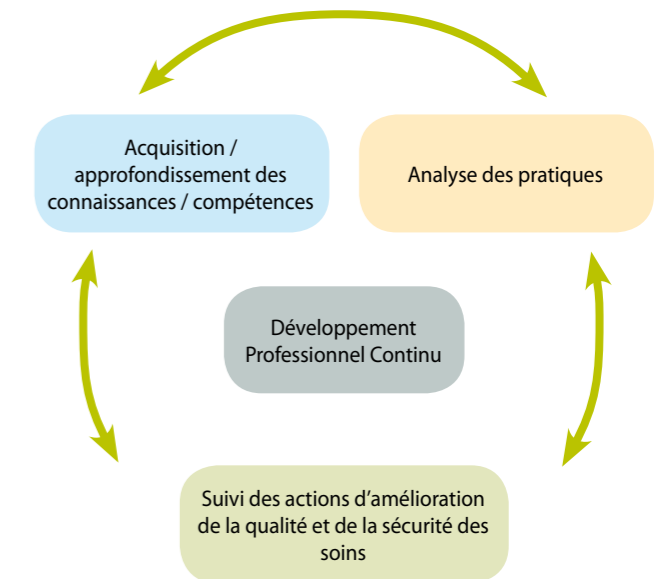 Acquisition /
approfondissement des
connaissances / compétences
Analyse des pratiques
Développement
Professionnel Continu
Suivi des actions d’amélioration
de la qualité et de la sécurité des
soins